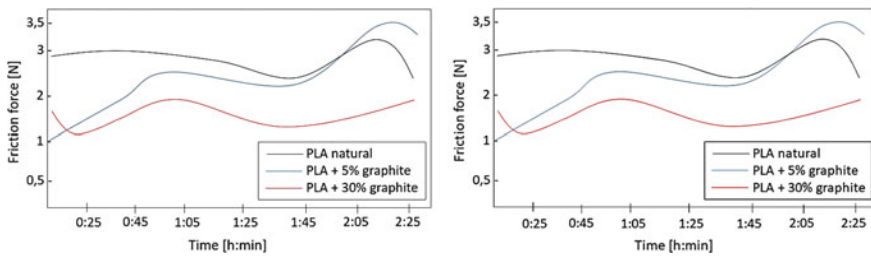 3,5
3
2
1
0,5
Friction force [N]
PLA natural
PLA + 5% graphite
PLA + 30% graphite
0:25 0:45 1:05 1:25 1:45 2:05 2:25
Time [h:min]
3,5
3
2
1
0,5
Friction force [N]
PLA natural
PLA + 5% graphite
PLA + 30% graphite
0:25 0:45 1:05 1:25 1:45 2:05 2:25
Time [h:min]